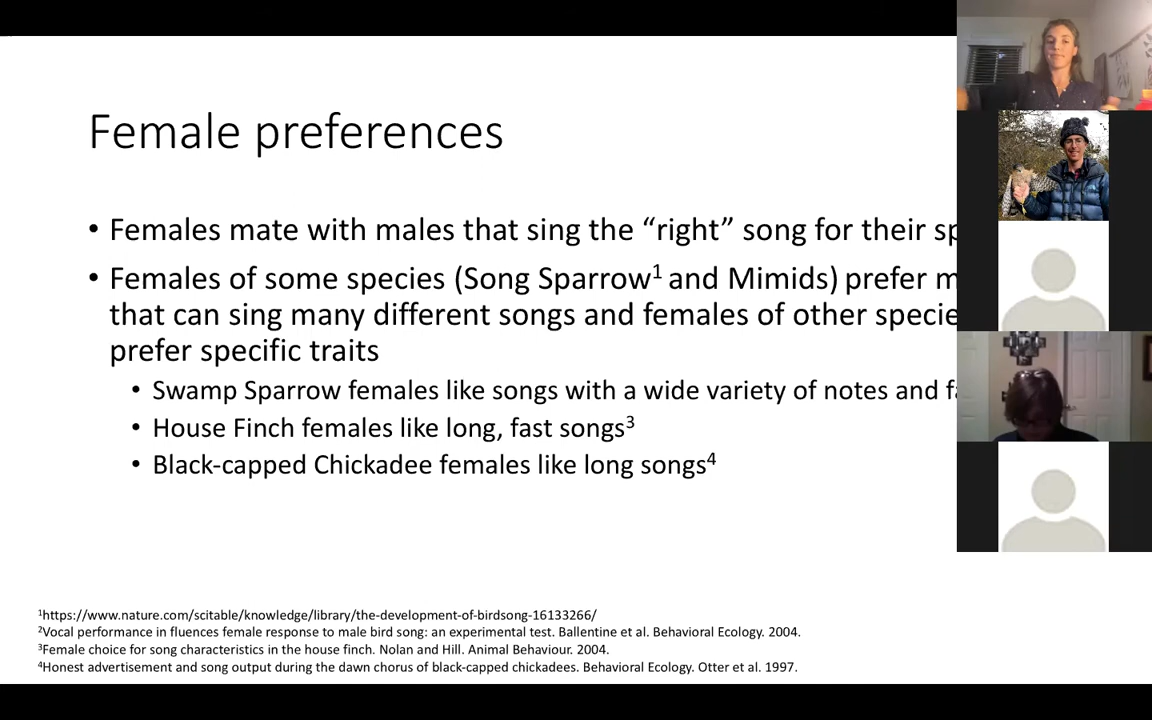 Female preferences
• Females mate with males that sing the “right” song for their
• Females of some species (Song Sparrow¹ and Mimids) prefer
that can sing many different songs and females of other
prefer specific traits
• Swamp Sparrow females like songs with a wide variety of notes and
• House Finch females like long, fast songs³
• Black-capped Chickadee females like long songs⁴
¹https://www.nature.com/scitable/knowledge/library/the-development-of-birdsong-16133266/
²Vocal performance in fluences female response to male bird song: an experimental test. Ballentine et al. Behavioral Ecology. 2004.
³Female choice for song characteristics in the house finch. Nolan and Hill. Animal Behaviour. 2004.
⁴Honest advertisement and song output during the dawn chorus of black-capped chickadees. Behavioral Ecology. Otter et al. 1997.